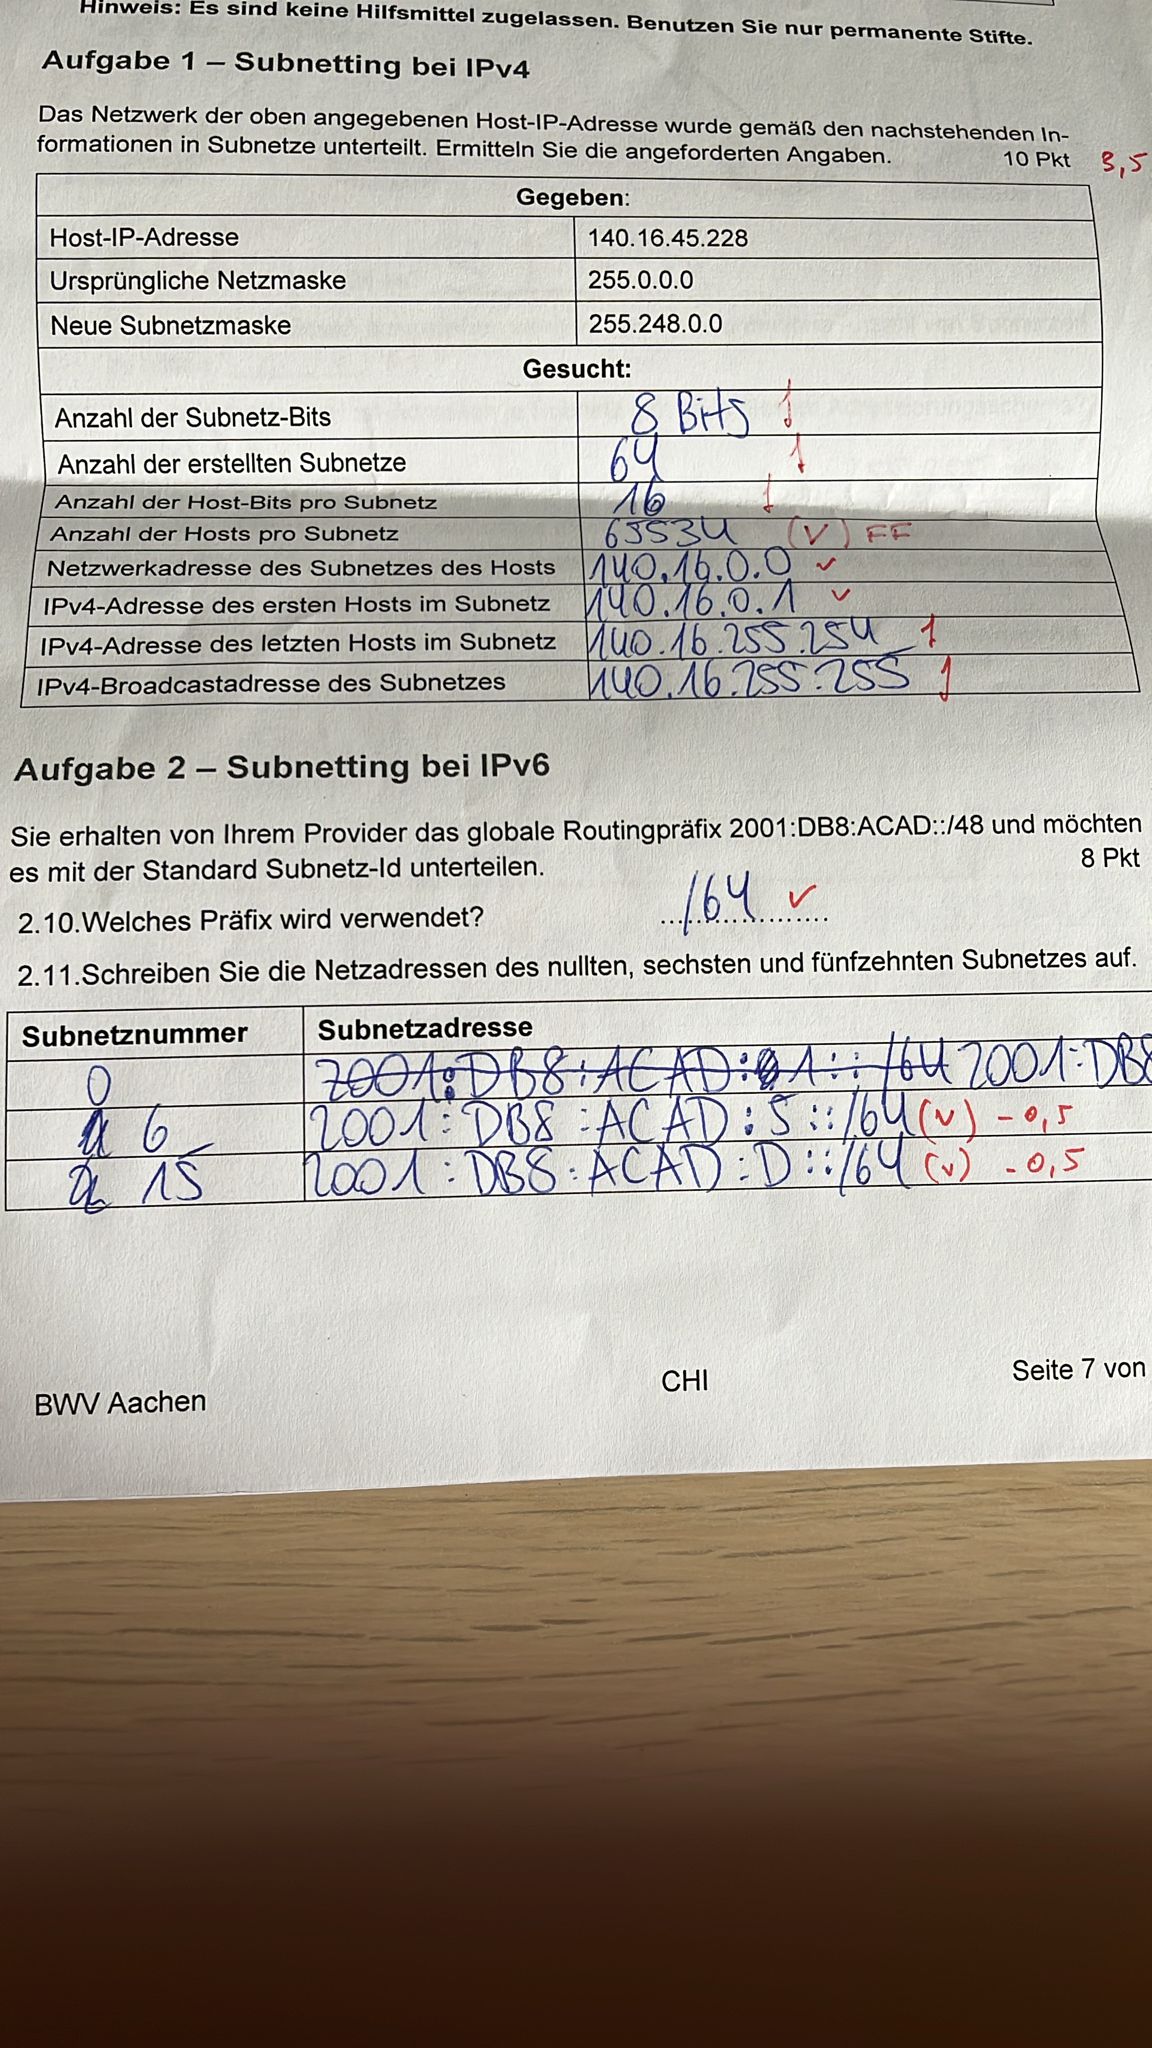 Hinweis: Es sind keine Hilfsmittel zugelassen. Benutzen Sie nur permanente Stifte.
Aufgabe 1 – Subnetting bei IPv4
Das Netzwerk der oben angegebenen Host-IP-Adresse wurde gemäß den nachstehenden In-
formationen in Subnetze unterteilt. Ermitteln Sie die angeforderten Angaben. 10 Pkt 3,5
Gegeben:
Host-IP-Adresse 140.16.45.228
Ursprüngliche Netzmaske 255.0.0.0
Neue Subnetzmaske 255.248.0.0
Gesucht:
Anzahl der Subnetz-Bits 8 Bits
Anzahl der erstellten Subnetze 64
Anzahl der Host-Bits pro Subnetz 16
Anzahl der Hosts pro Subnetz 65534 (√) FF
Netzwerkadresse des Subnetzes des Hosts 140.16.0.0 ✓
IPv4-Adresse des ersten Hosts im Subnetz 140.16.0.1 ✓
IPv4-Adresse des letzten Hosts im Subnetz 140.16.255.254
IPv4-Broadcastadresse des Subnetzes 140.16.255.255
Aufgabe 2 – Subnetting bei IPv6
Sie erhalten von Ihrem Provider das globale Routingpräfix 2001:DB8:ACAD::/48 und möchten
es mit der Standard Subnetz-Id unterteilen. 8 Pkt
2.10.Welches Präfix wird verwendet? /64 ✓
2.11.Schreiben Sie die Netzadressen des nullten, sechsten und fünfzehnten Subnetzes auf.
Subnetznummer Subnetzadresse
0 2001:DB8:ACAD:1::/64 2001:DB8
6 2001:DB8:ACAD:5::/64 (√) -0,5
15 2001:DB8:ACAD:D::/64 (√) -0,5
BWV Aachen CHI Seite 7 von